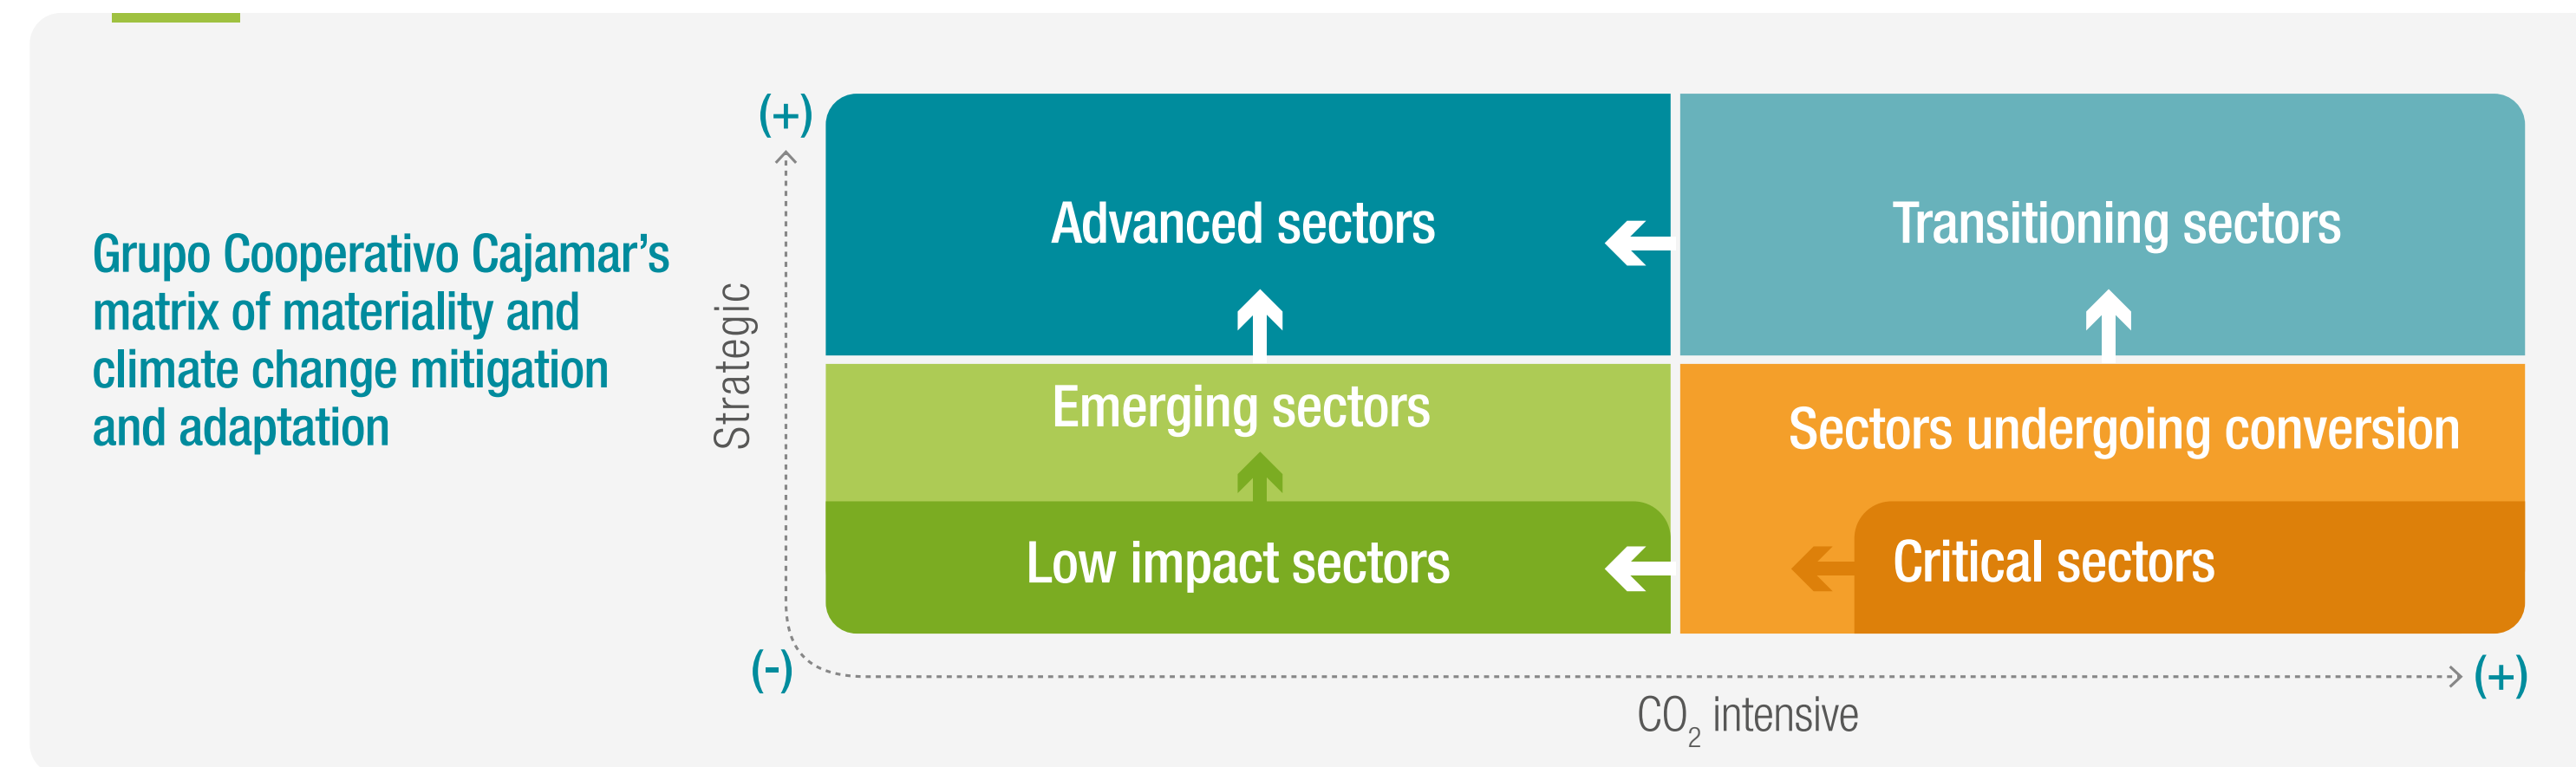 Grupo Cooperativo Cajamar’s
matrix of materiality and
climate change mitigation
and adaptation
(+)
Strategic
(-)
Advanced sectors
Transitioning sectors
Emerging sectors
Sectors undergoing conversion
Low impact sectors
Critical sectors
(+)
CO₂ intensive